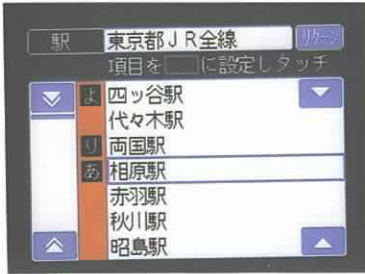 駅 東京都JR全線 リターン
項目を に設定しタッチ
よ 四ッ谷駅
代々木駅
り 両国駅
あ 相原駅
赤羽駅
秋川駅
昭島駅